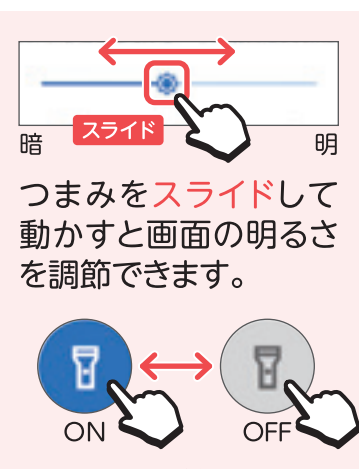 スライド
暗 明
つまみをスライドして
動かすと画面の明るさ
を調節できます。
ON OFF